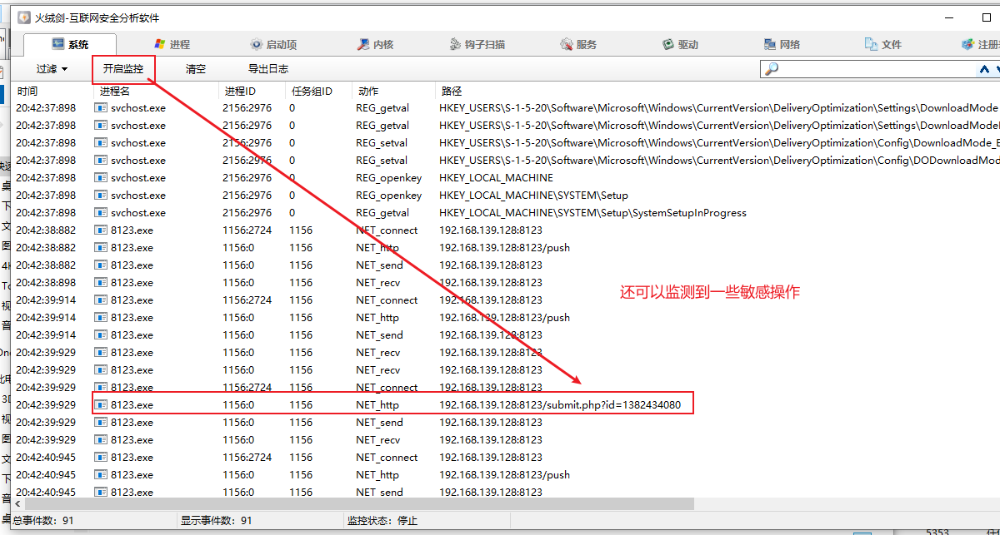 火绒剑-互联网安全分析软件
系统 进程 启动项 内核 钩子扫描 服务 驱动 网络 文件 注册
过滤 开启监控 清空 导出日志
时间 进程名 进程ID 任务组ID 动作 路径
20:42:37:898 svchost.exe 2156:2976 0 REG_getval HKEY_USERS\S-1-5-20\Software\Microsoft\Windows\CurrentVersion\DeliveryOptimization\Settings\DownloadMode
20:42:37:898 svchost.exe 2156:2976 0 REG_getval HKEY_USERS\S-1-5-20\Software\Microsoft\Windows\CurrentVersion\DeliveryOptimization\Settings\DownloadMode
20:42:37:898 svchost.exe 2156:2976 0 REG_setval HKEY_USERS\S-1-5-20\Software\Microsoft\Windows\CurrentVersion\DeliveryOptimization\Config\DownloadMode_B
20:42:37:898 svchost.exe 2156:2976 0 REG_setval HKEY_USERS\S-1-5-20\Software\Microsoft\Windows\CurrentVersion\DeliveryOptimization\Config\DODownloadMod
20:42:37:898 svchost.exe 2156:2976 0 REG_openkey HKEY_LOCAL_MACHINE
20:42:37:898 svchost.exe 2156:2976 0 REG_openkey HKEY_LOCAL_MACHINE\SYSTEM\Setup
20:42:37:898 svchost.exe 2156:2976 0 REG_getval HKEY_LOCAL_MACHINE\SYSTEM\Setup\SystemSetupInProgress
20:42:38:882 8123.exe 1156:2724 1156 NET_connect 192.168.139.128:8123
20:42:38:882 8123.exe 1156:0 1156 NET_http 192.168.139.128:8123/push
20:42:38:882 8123.exe 1156:0 1156 NET_send 192.168.139.128:8123
20:42:38:898 8123.exe 1156:0 1156 NET_recv 192.168.139.128:8123
20:42:39:914 8123.exe 1156:2724 1156 NET_connect 192.168.139.128:8123
还可以监测到一些敏感操作
20:42:39:914 8123.exe 1156:0 1156 NET_http 192.168.139.128:8123/push
20:42:39:914 8123.exe 1156:0 1156 NET_send 192.168.139.128:8123
20:42:39:929 8123.exe 1156:0 1156 NET_recv 192.168.139.128:8123
20:42:39:929 8123.exe 1156:0 1156 NET_recv 192.168.139.128:8123
20:42:39:929 8123.exe 1156:2724 1156 NET_connect 192.168.139.128:8123
20:42:39:929 8123.exe 1156:0 1156 NET_http 192.168.139.128:8123/submit.php?id=1382434080
20:42:39:929 8123.exe 1156:0 1156 NET_send 192.168.139.128:8123
20:42:39:929 8123.exe 1156:0 1156 NET_recv 192.168.139.128:8123
20:42:40:945 8123.exe 1156:2724 1156 NET_connect 192.168.139.128:8123
20:42:40:945 8123.exe 1156:0 1156 NET_http 192.168.139.128:8123/push
20:42:40:945 8123.exe 1156:0 1156 NET_send 192.168.139.128:8123
总事件数: 91 显示事件数: 91 监控状态: 停止